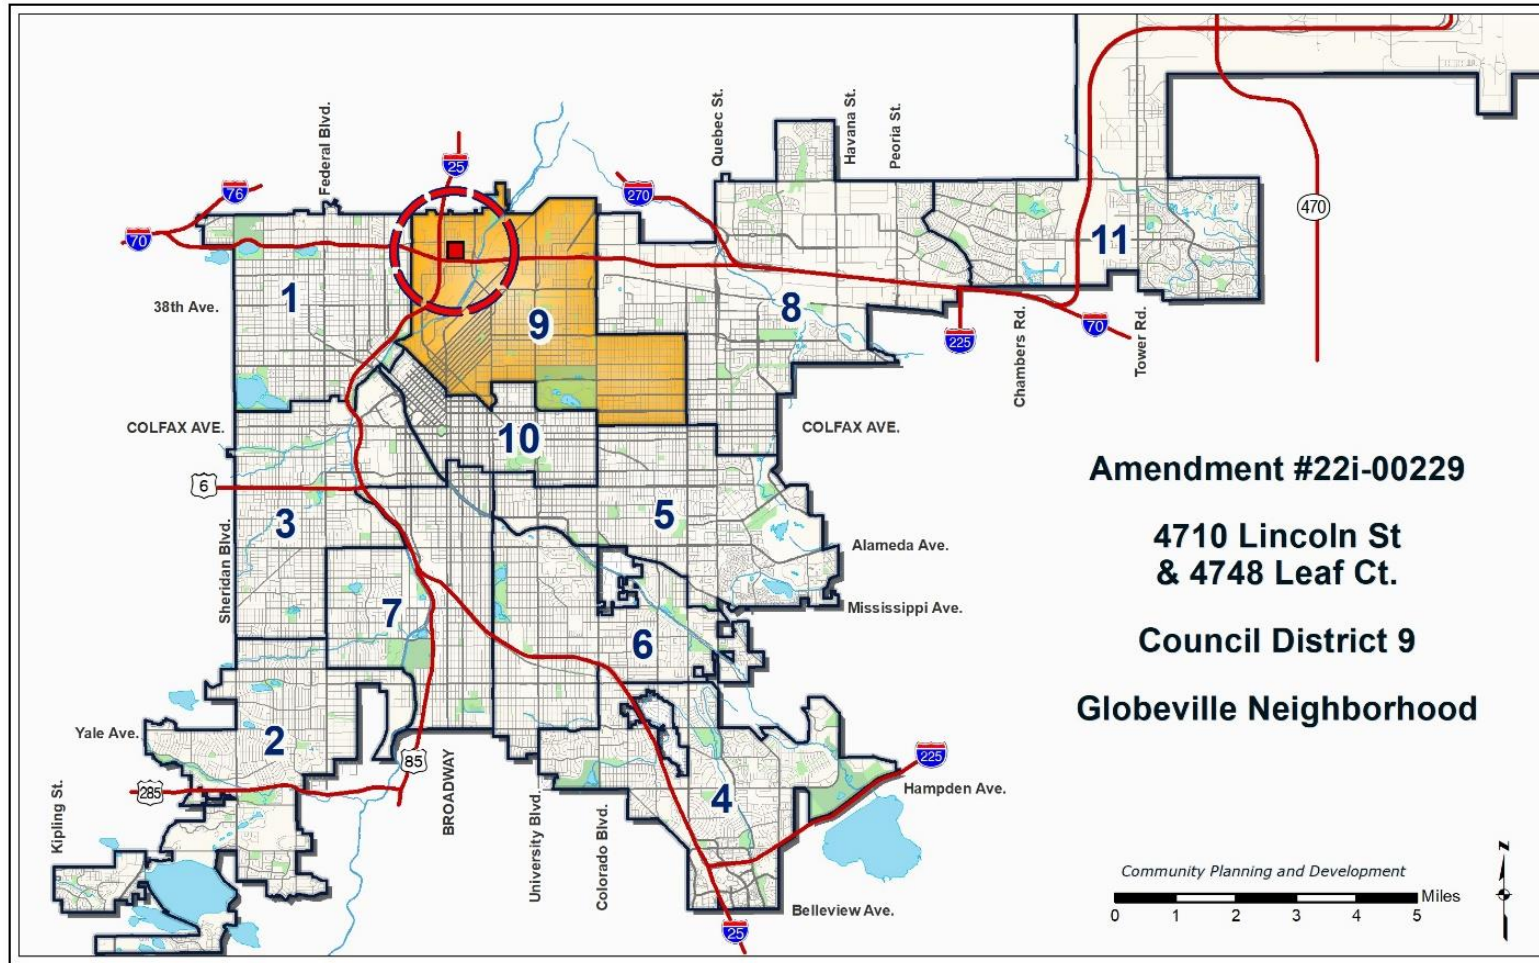 Federal Blvd.
Quebec St.
Havana St.
Peoria St.
25
76
270
70
470
11
1
38th Ave.
9
8
225
70
Chambers Rd.
Tower Rd.
COLFAX AVE.
10
COLFAX AVE.
Amendment #22i-00229
6
3
5
4710 Lincoln St
& 4748 Leaf Ct.
Sheridan Blvd.
Alameda Ave.
7
Mississippi Ave.
6
Council District 9
Globeville Neighborhood
Yale Ave.
2
85
225
285
BROADWAY
Hampden Ave.
4
Kipling St.
University Blvd.
Colorado Blvd.
Z
Community Planning and Development
Miles
0 1 2 3 4 5
Belleview Ave.
25